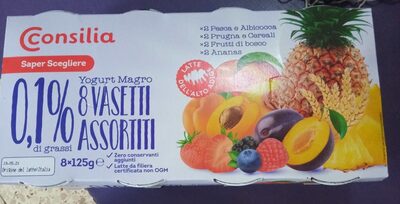 Consilia
Saper Scegliere
0,1%
di grassi
Yogurt Magro
8 VASETTI
ASSORTITI
8×125g e
✓ Zero conservanti
aggiunti
✓ Latte da filiera
certificata non OGM
×2 Pesca e Albicocca
×2 Prugna e Cereali
×2 Frutti di bosco
×2 Ananas
LATTE
DELL'ALTO ADIGE
Origine del latte:Italia